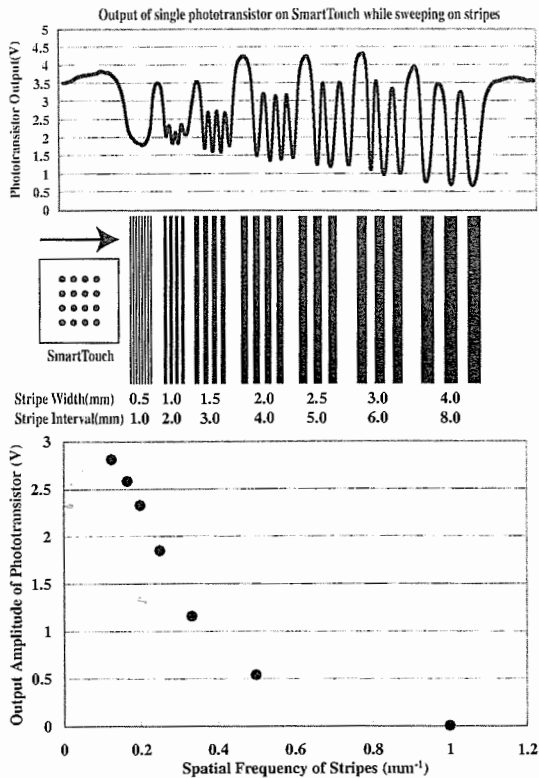 Output of single phototransistor on SmartTouch while sweeping on stripes
Phototransistor Output(V)
5
4.5
4
3.5
3
2.5
2
1.5
1
0.5
0
SmartTouch
Stripe Width(mm) 0.5 1.0 1.5 2.0 2.5 3.0 4.0
Stripe Interval(mm) 1.0 2.0 3.0 4.0 5.0 6.0 8.0
Output Amplitude of Phototransistor (V)
3
2.5
2
1.5
1
0.5
0
0 0.2 0.4 0.6 0.8 1 1.2
Spatial Frequency of Stripes (mm⁻¹)